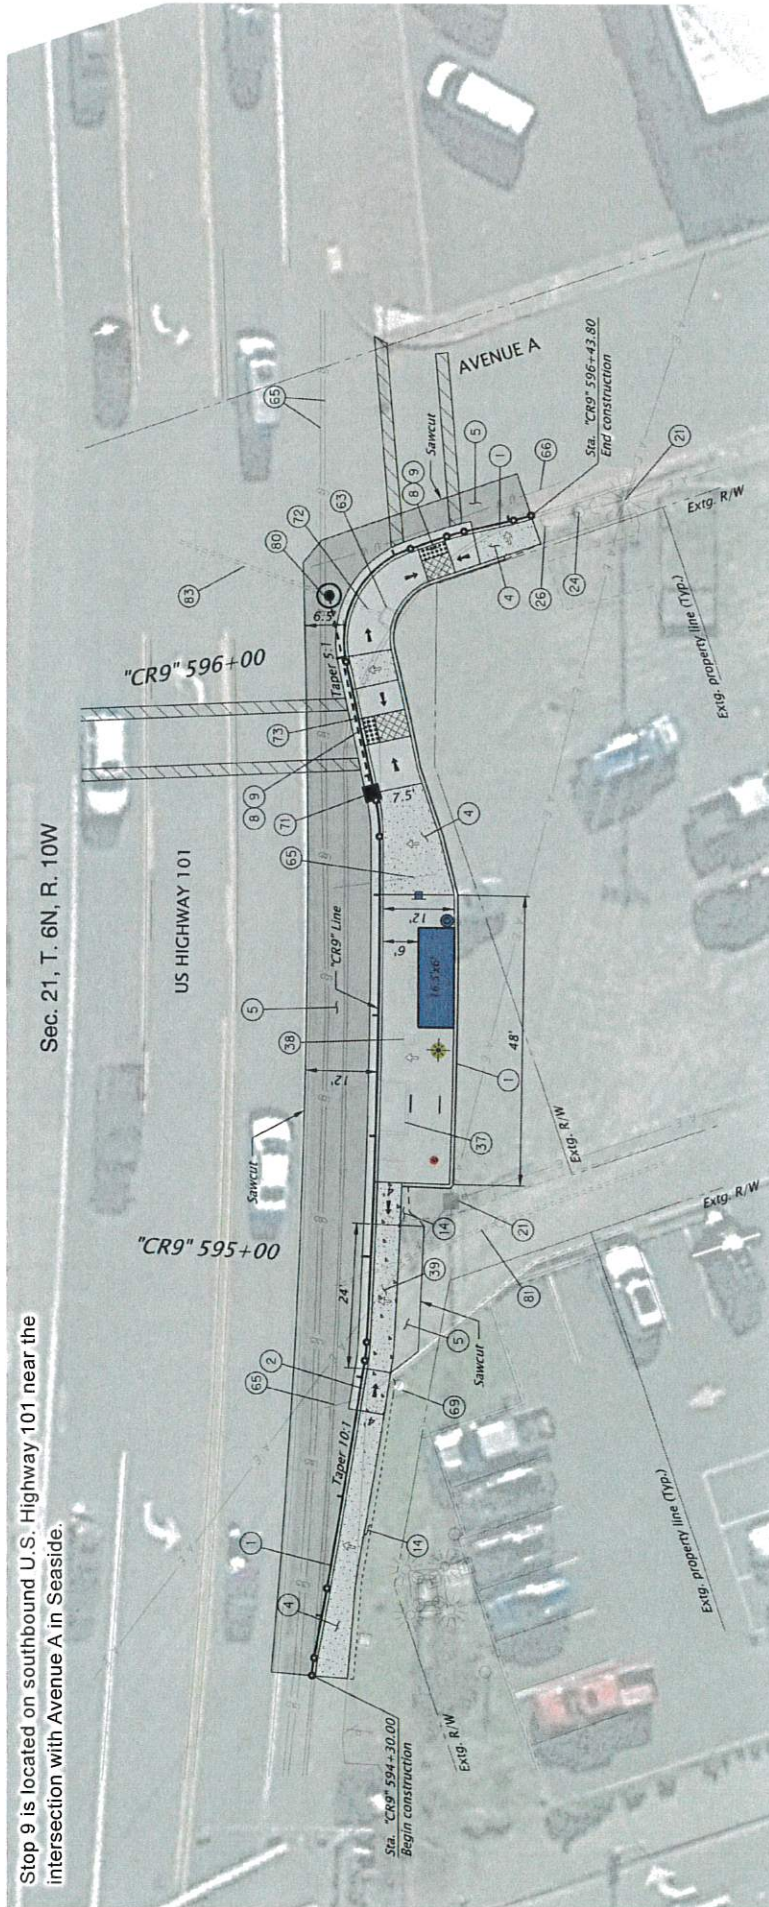 Stop 9 is located on southbound U.S. Highway 101 near the
intersection with Avenue A in Seaside.
Sec. 21, T. 6N, R. 10W
US HIGHWAY 101
"CR9" 595+00
"CR9" 596+00
Sawcut
12'
5
"CR9" Line
65
83
80
6.5'
Taper 5:1
72
63
8
9
73
71
8
9
7.5'
4
65
12'
6'
16.5'x6'
38
37
48'
1
AVENUE A
Sawcut
5
1
66
Sta. "CR9" 596+43.80
End construction
21
Extg. R/W
24
26
4
Extg. property line (Typ.)
Extg. R/W
24'
2
65
4'
4'
39
14
5
21
81
Sawcut
69
Extg. R/W
Taper 10:1
1
4
14
Sta. "CR9" 594+30.00
Begin construction
Extg. R/W
Extg. property line (Typ.)